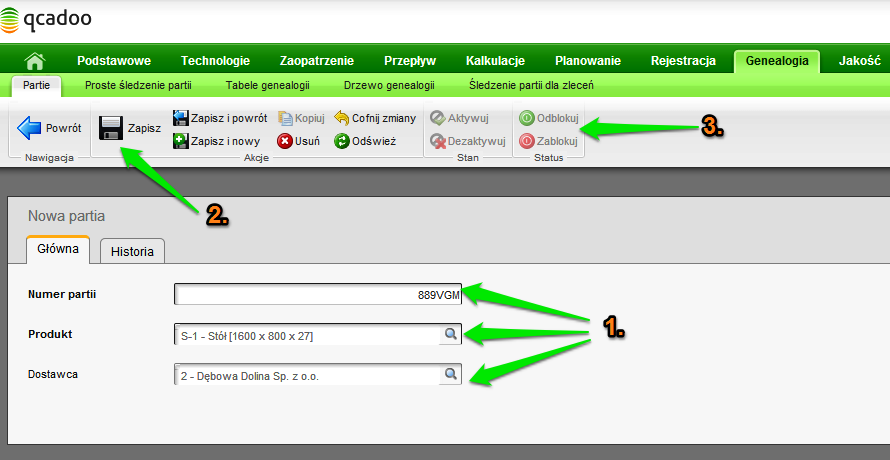 qcadoo
Podstawowe Technologie Zaopatrzenie Przepływ Kalkulacje Planowanie Rejestracja Genealogia Jakość
Partie Proste śledzenie partii Tabele genealogii Drzewo genealogii Śledzenie partii dla zleceń
Powrót Zapisz Zapisz i powrót Kopiuj Cofnij zmiany Aktywuj Odblokuj 3.
Zapisz i nowy Usuń Odśwież Dezaktywuj Zablokuj
Nawigacja Akcje Stan Status
2.
Nowa partia
Główna Historia
Numer partii 889VGM
1.
Produkt S-1 - Stół [1600 x 800 x 27]
Dostawca 2 - Dębowa Dolina Sp. z o.o.